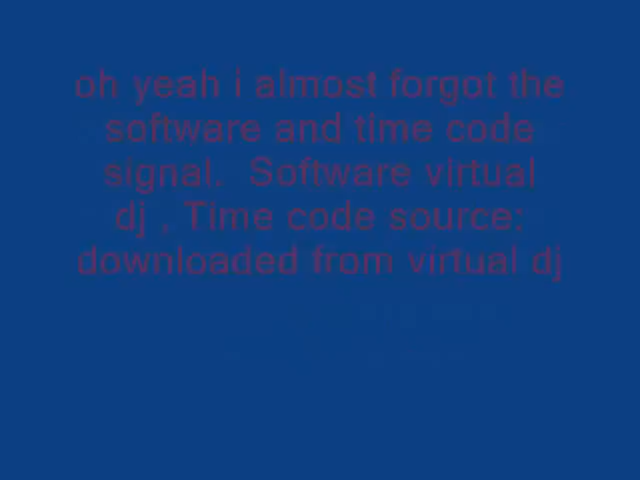 oh yeah i almost forgot the
software and time code
signal.  Software virtual
dj , Time code source:
downloaded from virtual dj